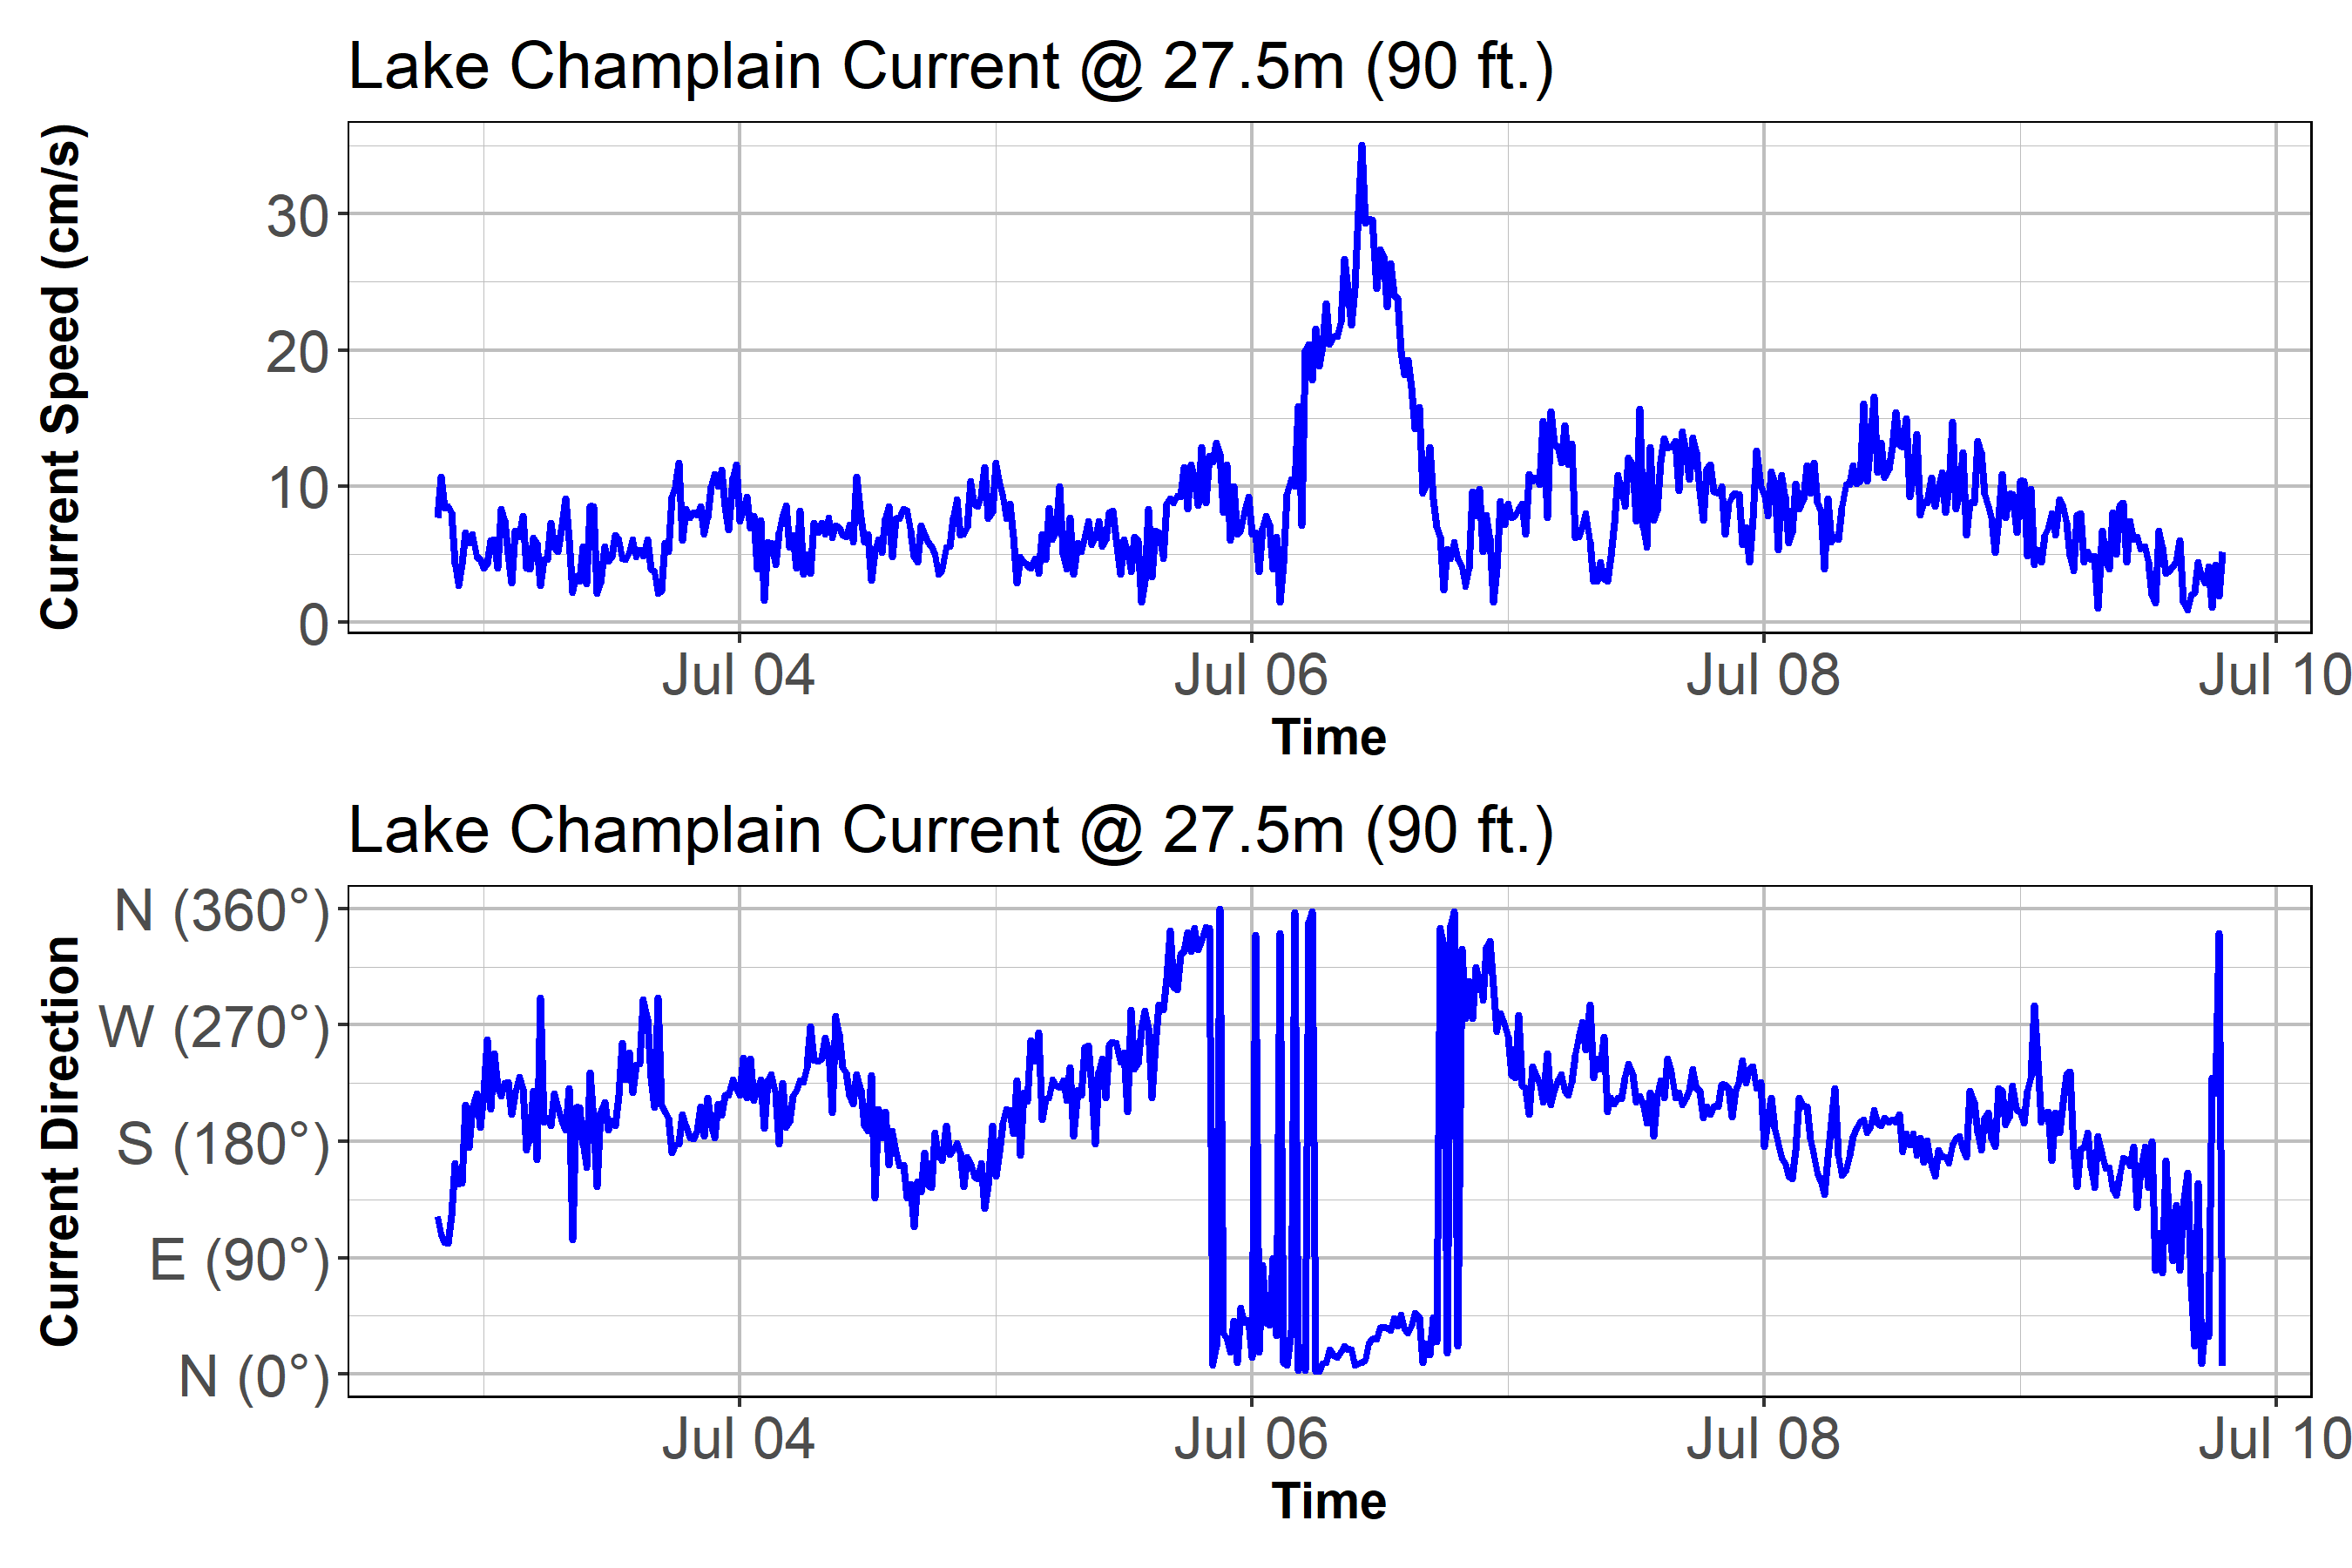 Lake Champlain Current @ 27.5m (90 ft.)
Current Speed (cm/s)
30
20
10
0
Jul 04 Jul 06 Jul 08 Jul 10
Time
Lake Champlain Current @ 27.5m (90 ft.)
Current Direction
N (360°)
W (270°)
S (180°)
E (90°)
N (0°)
Jul 04 Jul 06 Jul 08 Jul 10
Time